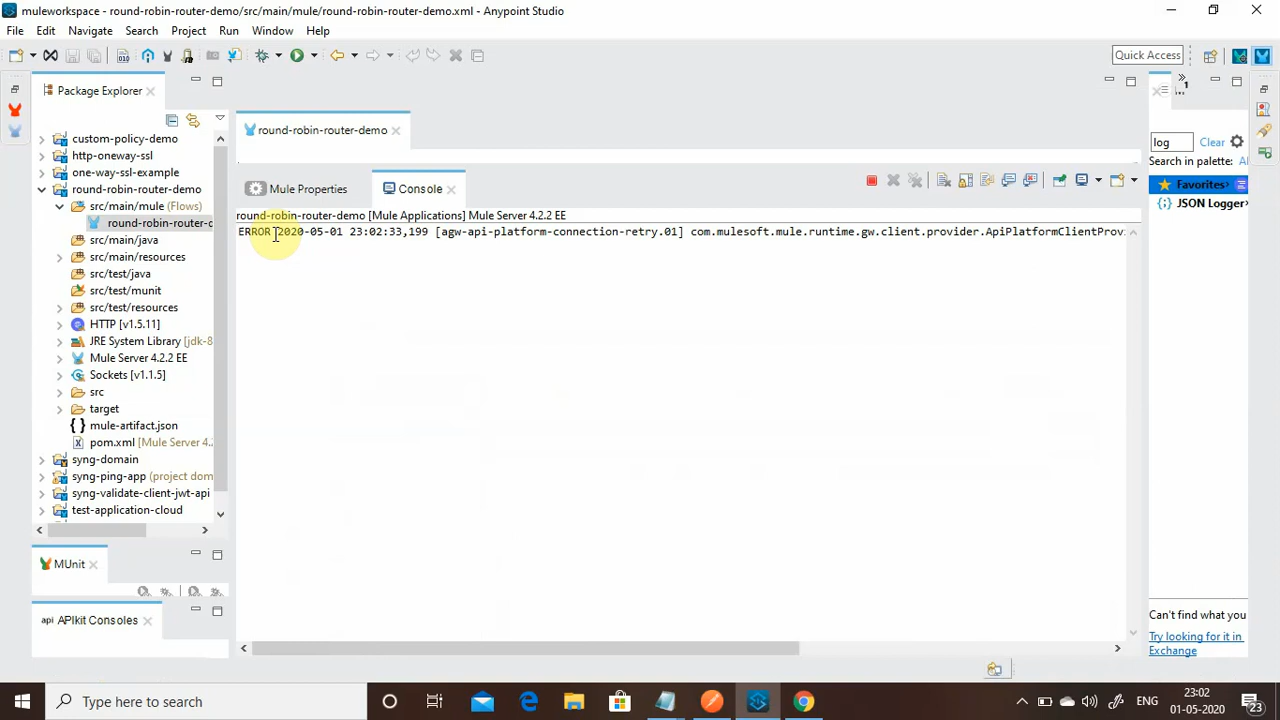 muleworkspace - round-robin-router-demo/src/main/mule/round-robin-router-demo.xml - Anypoint Studio
File Edit Navigate Search Project Run Window Help
Quick Access
Package Explorer
custom-policy-demo
http-oneway-ssl
one-way-ssl-example
round-robin-router-demo
src/main/mule (Flows)
round-robin-router-d
src/main/java
src/main/resources
src/test/java
src/test/munit
src/test/resources
HTTP [v1.5.11]
JRE System Library [jdk-8
Mule Server 4.2.2 EE
Sockets [v1.1.5]
src
target
mule-artifact.json
pom.xml [Mule Server 4.2
syng-domain
syng-ping-app (project dom
syng-validate-client-jwt-api
test-application-cloud
MUnit
api APIkit Consoles
round-robin-router-demo
Mule Properties
Console
round-robin-router-demo [Mule Applications] Mule Server 4.2.2 EE
ERROR 2020-05-01 23:02:33,199 [agw-api-platform-connection-retry.01] com.mulesoft.mule.runtime.gw.client.provider.ApiPlatformClientProv
log Clear
Search in palette:
Favorites
JSON Logger
Can't find what you
Try looking for it in
Exchange
Type here to search
ENG
23:02
01-05-2020
23